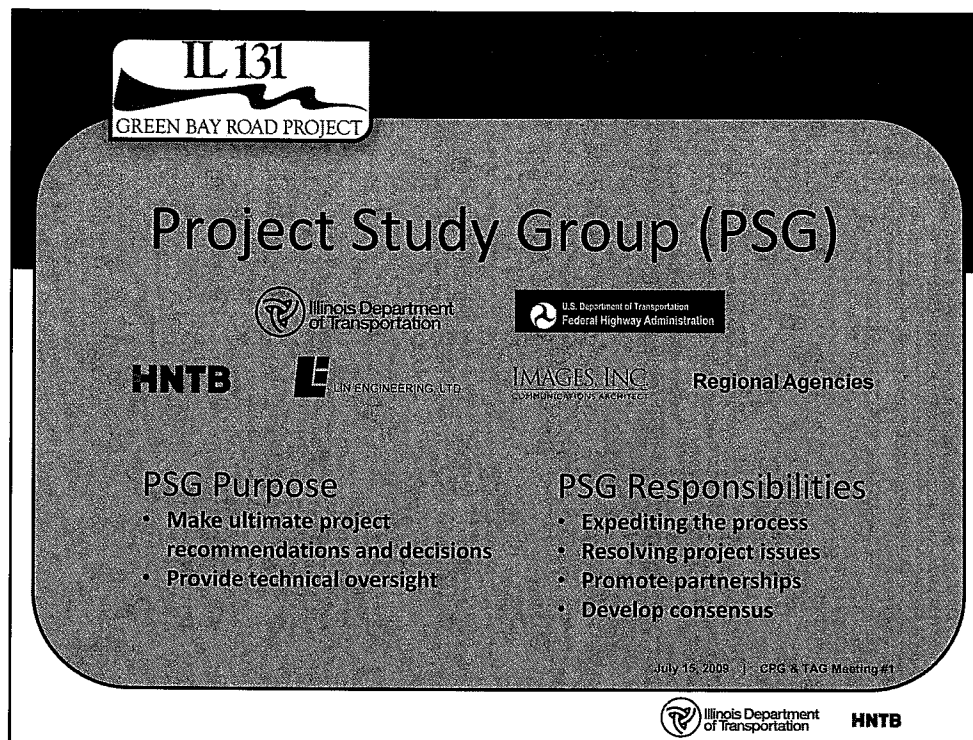 IL 131
GREEN BAY ROAD PROJECT
Project Study Group (PSG)
Illinois Department
of Transportation
U.S. Department of Transportation
Federal Highway Administration
HNTB
LIN ENGINEERING, LTD.
IMAGES, INC.
COMMUNICATIONS ARCHITECT
Regional Agencies
PSG Purpose
• Make ultimate project
recommendations and decisions
• Provide technical oversight
PSG Responsibilities
• Expediting the process
• Resolving project issues
• Promote partnerships
• Develop consensus
July 15, 2009 | CPG & TAG Meeting #1
Illinois Department
of Transportation
HNTB